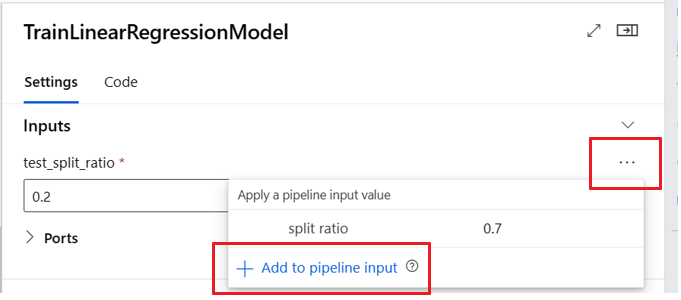 TrainLinearRegressionModel
Settings Code
Inputs
test_split_ratio *
...
0.2
Apply a pipeline input value
split ratio 0.7
Ports
+ Add to pipeline input ?